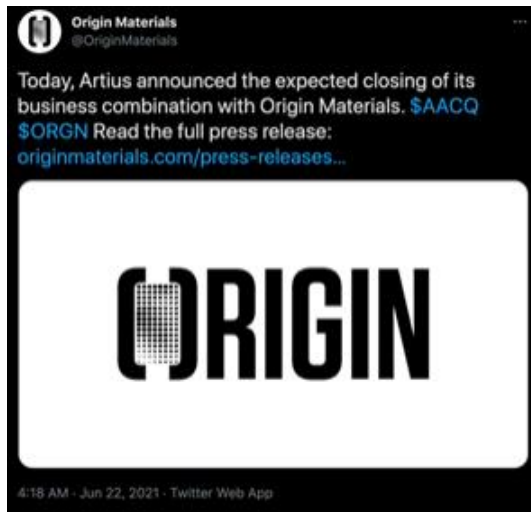 Origin Materials
@OriginMaterials
Today, Artius announced the expected closing of its
business combination with Origin Materials. $AACQ
$ORGN Read the full press release:
originmaterials.com/press-releases...
ORIGIN
4:18 AM · Jun 22, 2021 · Twitter Web App